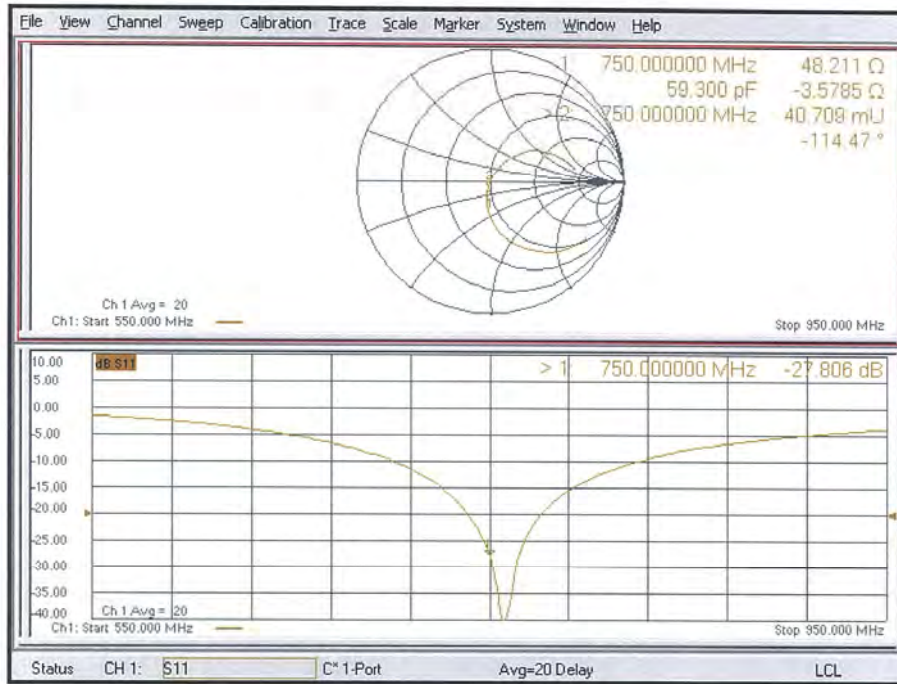 File View Channel Sweep Calibration Trace Scale Marker System Window Help
1 750.000000 MHz 48.211 Ω
59.300 pF -3.5785 Ω
> 2: 750.000000 MHz 40.709 mU
-114.47 °
Ch 1 Avg = 20
Ch1: Start 550.000 MHz
Stop 950.000 MHz
10.00
dB S11
> 1: 750.000000 MHz -27.806 dB
5.00
0.00
-5.00
-10.00
-15.00
-20.00
-25.00
-30.00
-35.00
-40.00
Ch 1 Avg = 20
Ch1: Start 550.000 MHz
Stop 950.000 MHz
Status CH 1: S11 C* 1-Port Avg=20 Delay LCL